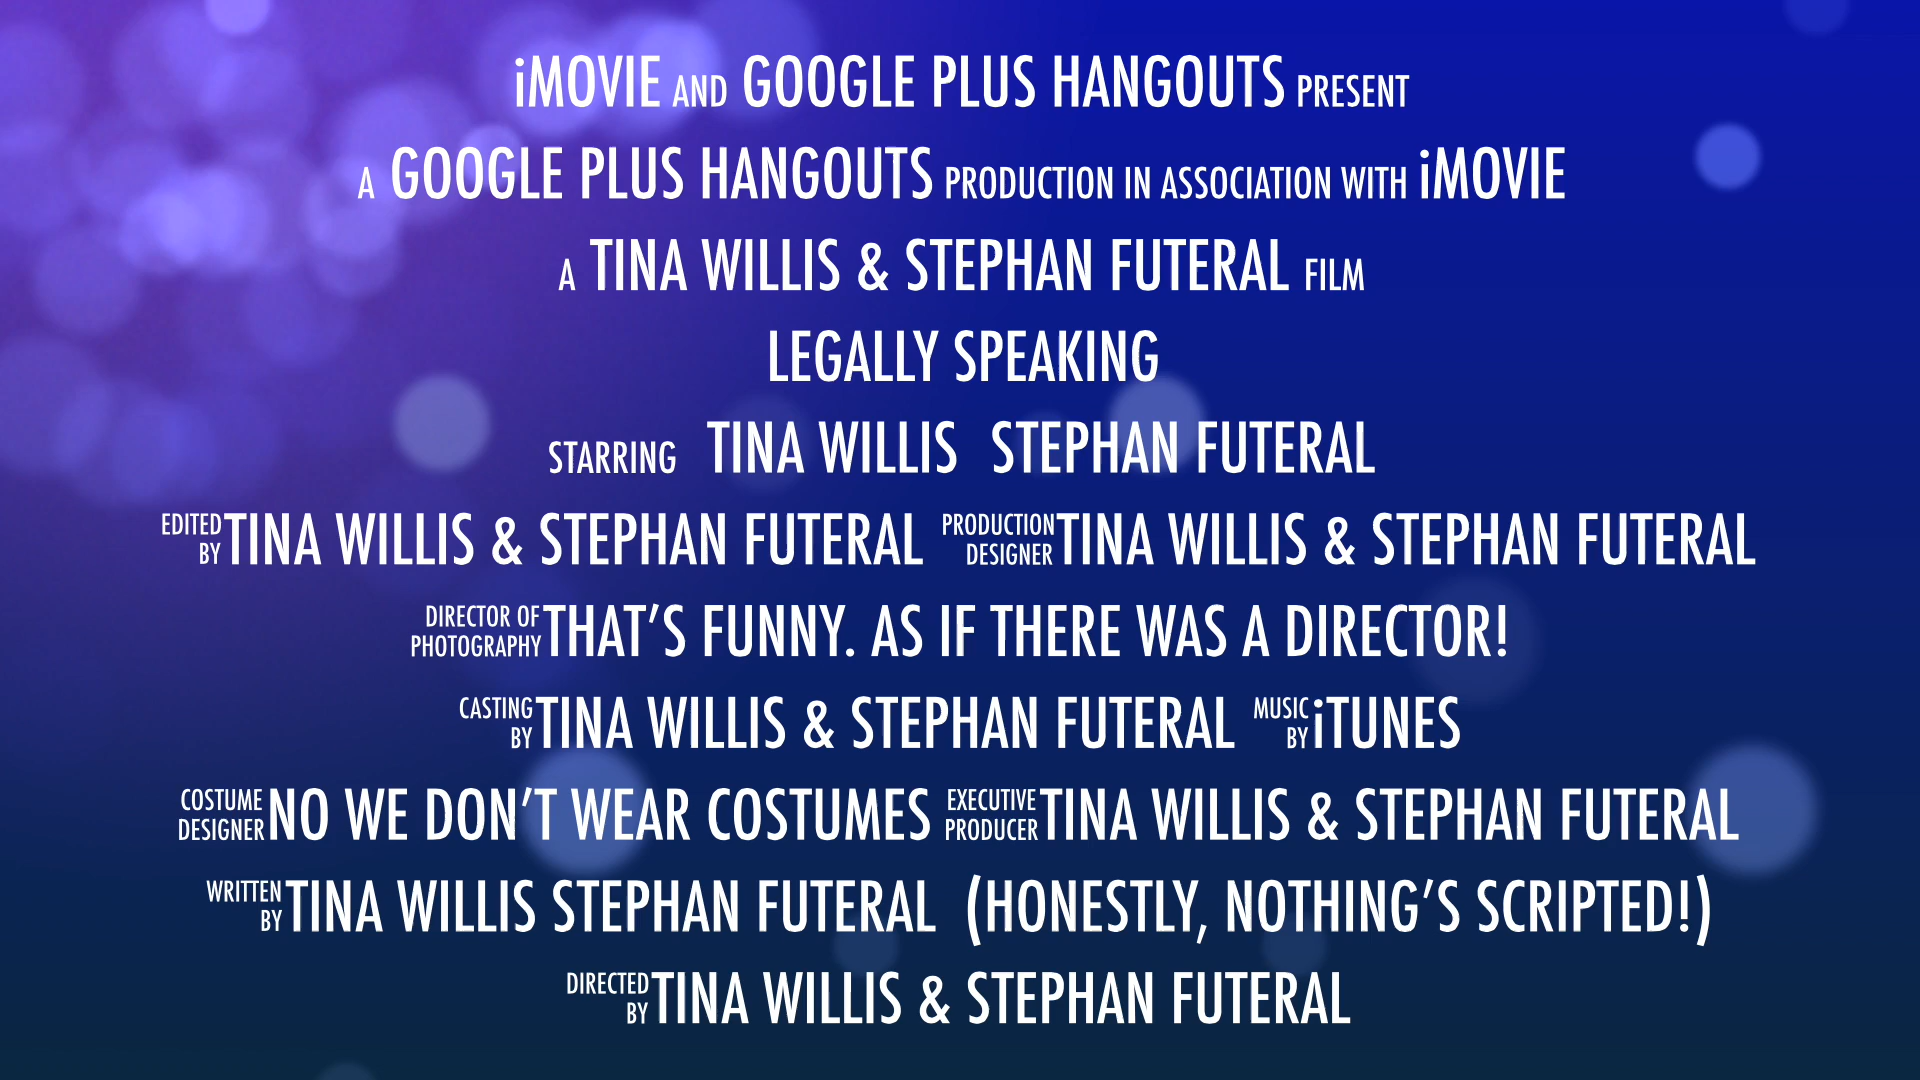 iMOVIE AND GOOGLE PLUS HANGOUTS PRESENT
A GOOGLE PLUS HANGOUTS PRODUCTION IN ASSOCIATION WITH iMOVIE
A TINA WILLIS & STEPHAN FUTERAL FILM
LEGALLY SPEAKING
STARRING TINA WILLIS STEPHAN FUTERAL
EDITED BY TINA WILLIS & STEPHAN FUTERAL PRODUCTION DESIGNER TINA WILLIS & STEPHAN FUTERAL
DIRECTOR OF PHOTOGRAPHY THAT’S FUNNY. AS IF THERE WAS A DIRECTOR!
CASTING BY TINA WILLIS & STEPHAN FUTERAL MUSIC BY iTUNES
COSTUME DESIGNER NO WE DON’T WEAR COSTUMES EXECUTIVE PRODUCER TINA WILLIS & STEPHAN FUTERAL
WRITTEN BY TINA WILLIS STEPHAN FUTERAL (HONESTLY, NOTHING’S SCRIPTED!)
DIRECTED BY TINA WILLIS & STEPHAN FUTERAL